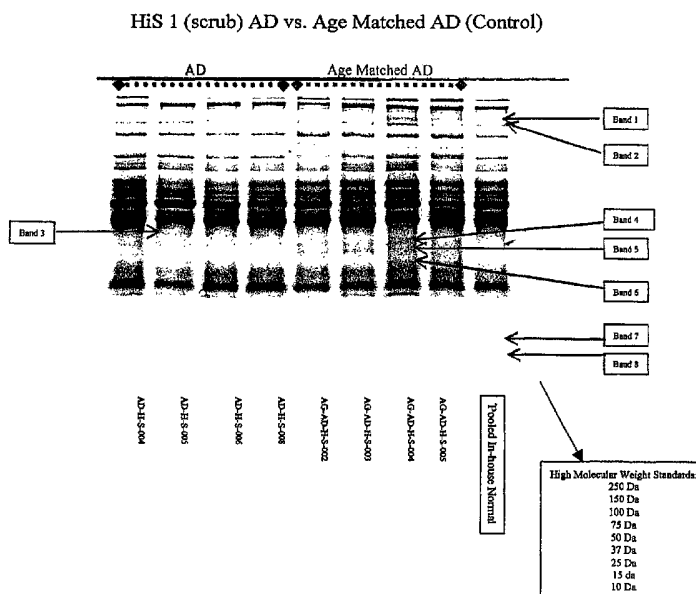 HiS 1 (scrub) AD vs. Age Matched AD (Control)
AD
Age Matched AD
Band 1
Band 2
Band 3
Band 4
Band 5
Band 6
Band 7
Band 8
AD-H-S-004
AD-H-S-005
AD-H-S-006
AD-H-S-008
AG-AD-H-S-002
AG-AD-H-S-003
AG-AD-H-S-004
AG-AD-H-S-005
Pooled In-house Normal
High Molecular Weight Standards:
250 Da
150 Da
100 Da
75 Da
50 Da
37 Da
25 Da
15 da
10 Da